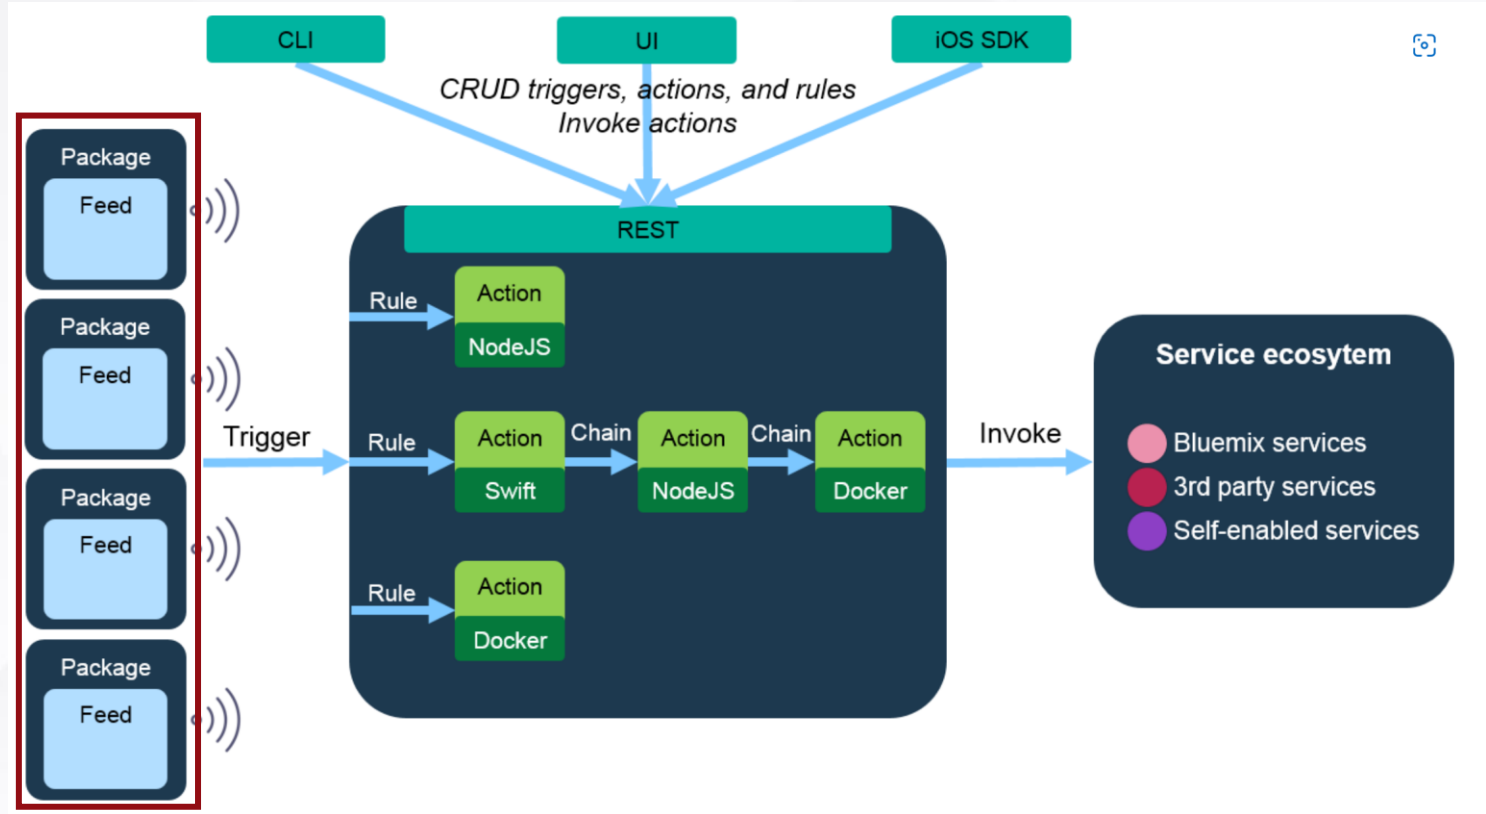 CLI
UI
iOS SDK
CRUD triggers, actions, and rules
Invoke actions
Package
Feed
Package
Feed
Package
Feed
Package
Feed
Trigger
REST
Rule
Action
NodeJS
Rule
Action
Swift
Chain
Action
NodeJS
Chain
Action
Docker
Rule
Action
Docker
Invoke
Service ecosytem
Bluemix services
3rd party services
Self-enabled services